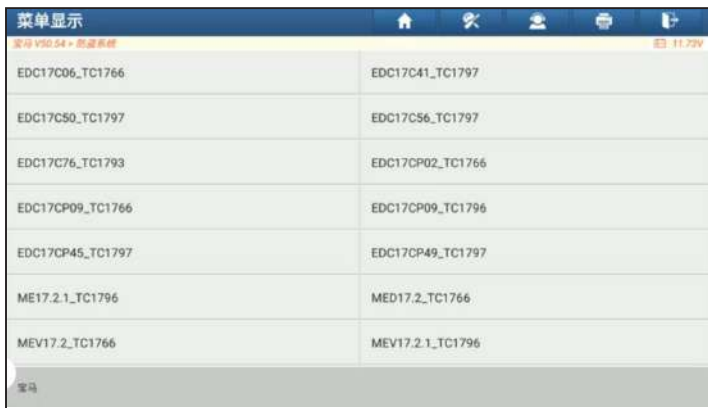 菜单显示
宝马 V50.54 > 防盗系统
11.72V
EDC17C06_TC1766
EDC17C41_TC1797
EDC17C50_TC1797
EDC17C56_TC1797
EDC17C76_TC1793
EDC17CP02_TC1766
EDC17CP09_TC1766
EDC17CP09_TC1796
EDC17CP45_TC1797
EDC17CP49_TC1797
ME17.2.1_TC1796
MED17.2_TC1766
MEV17.2_TC1766
MEV17.2.1_TC1796
宝马